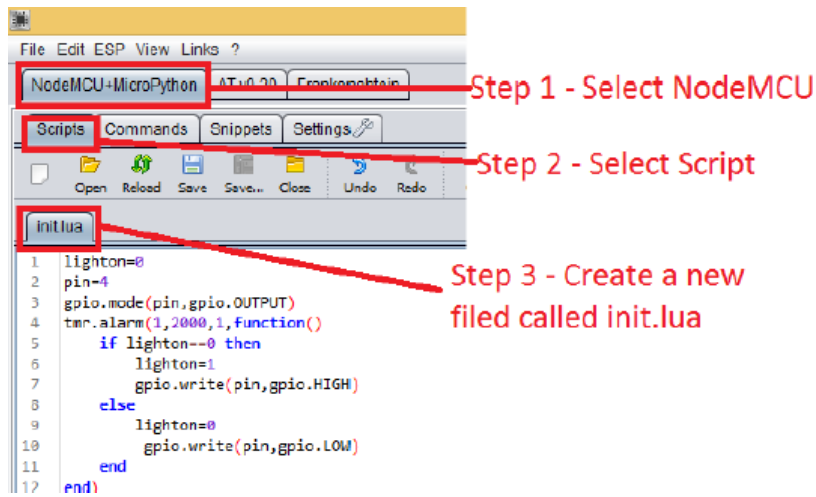 File Edit ESP View Links ?
NodeMCU+MicroPython AT v0.20 Frankenshtein
Step 1 - Select NodeMCU
Scripts Commands Snippets Settings
Step 2 - Select Script
Open Reload Save Save... Close Undo Redo
init.lua
Step 3 - Create a new
filed called init.lua
1 lighton=0
2 pin=4
3 gpio.mode(pin,gpio.OUTPUT)
4 tmr.alarm(1,2000,1,function()
5 if lighton==0 then
6 lighton=1
7 gpio.write(pin,gpio.HIGH)
8 else
9 lighton=0
10 gpio.write(pin,gpio.LOW)
11 end
12 end)